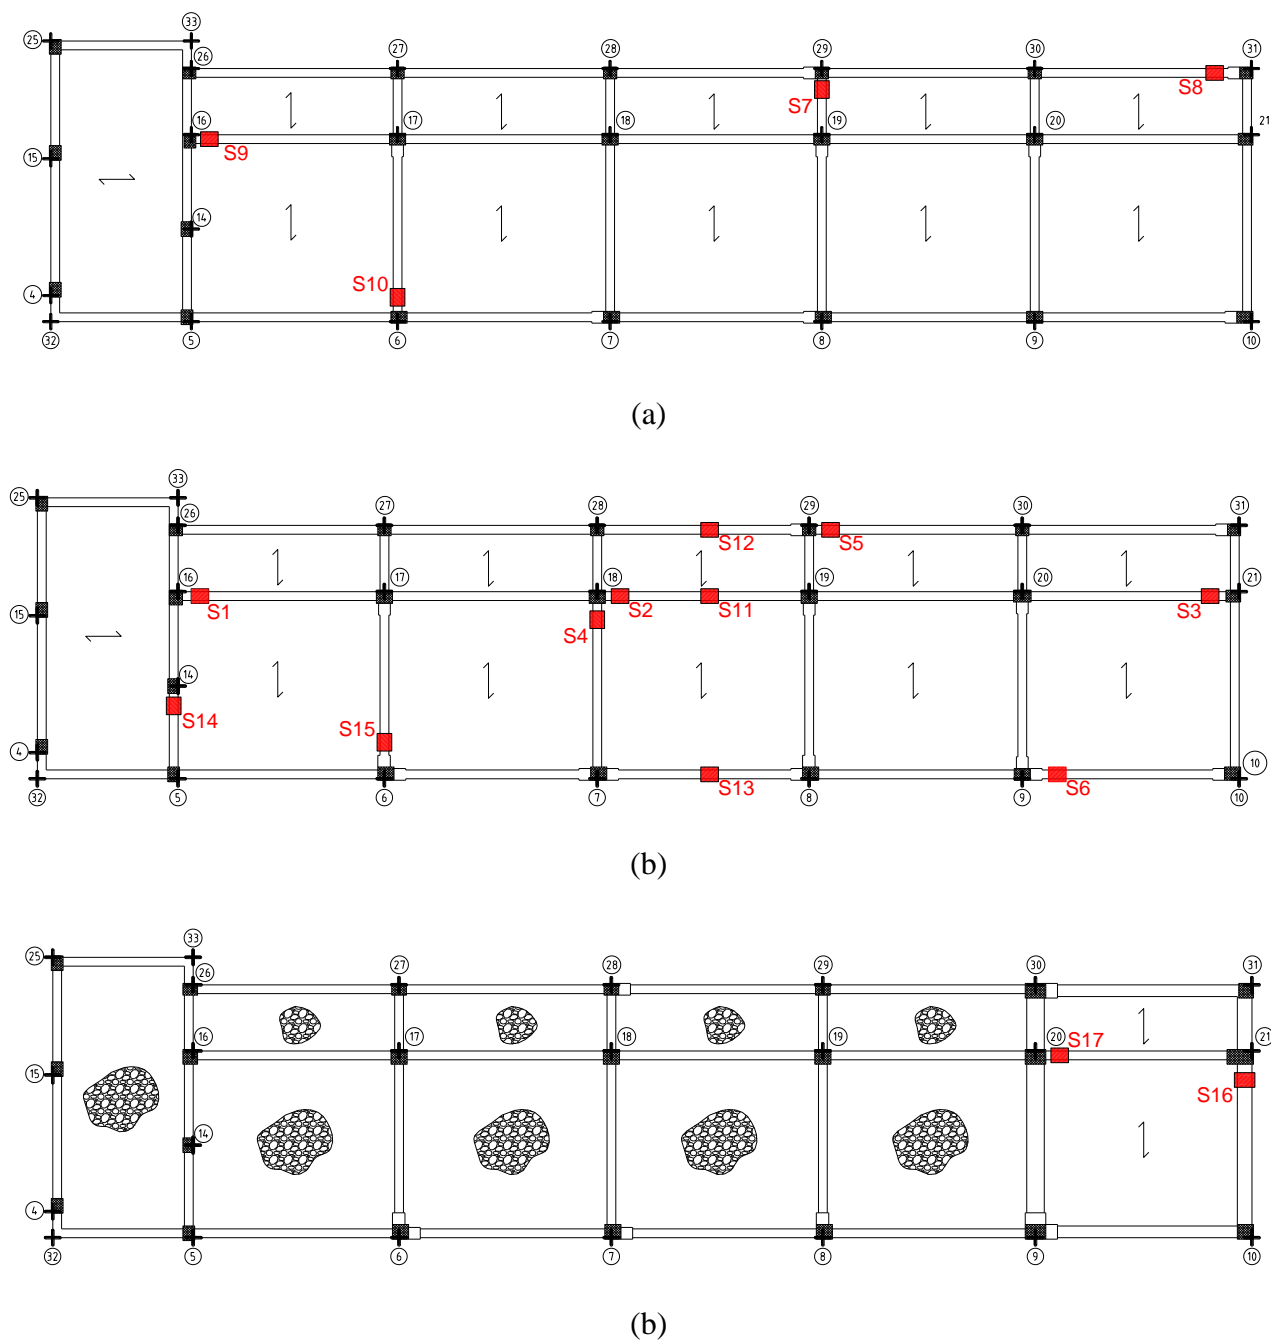 33
25 26 27 28 29 30 31
S7 S8
16 17 18 19 20 21
S9
15
14
S10
4
32 5 6 7 8 9 10
(a)
33
25 26 27 28 29 30 31
S12 S5
16 17 18 19 20 21
S1 S2 S11 S3
15 S4
14
S14 S15
4 10
S13 S6
32 5 6 7 8 9 10
(b)
33
25 26 27 28 29 30 31
16 17 18 19 20 S17 21
15 S16
14
4
32 5 6 7 8 9 10
(b)